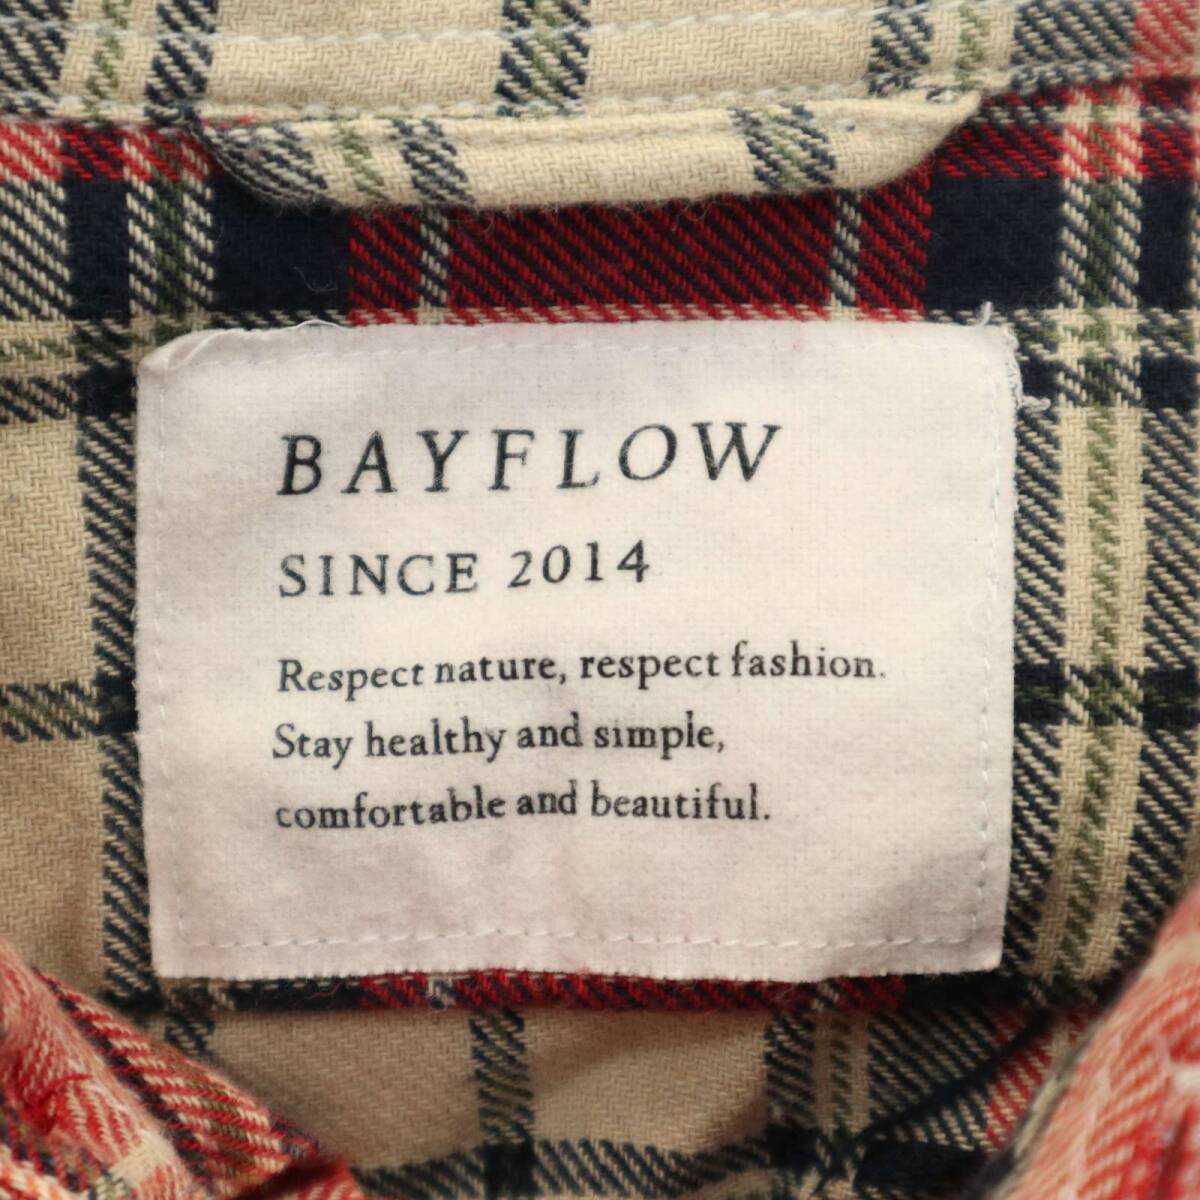 BAYFLOW
SINCE 2014
Respect nature, respect fashion.
Stay healthy and simple,
comfortable and beautiful.